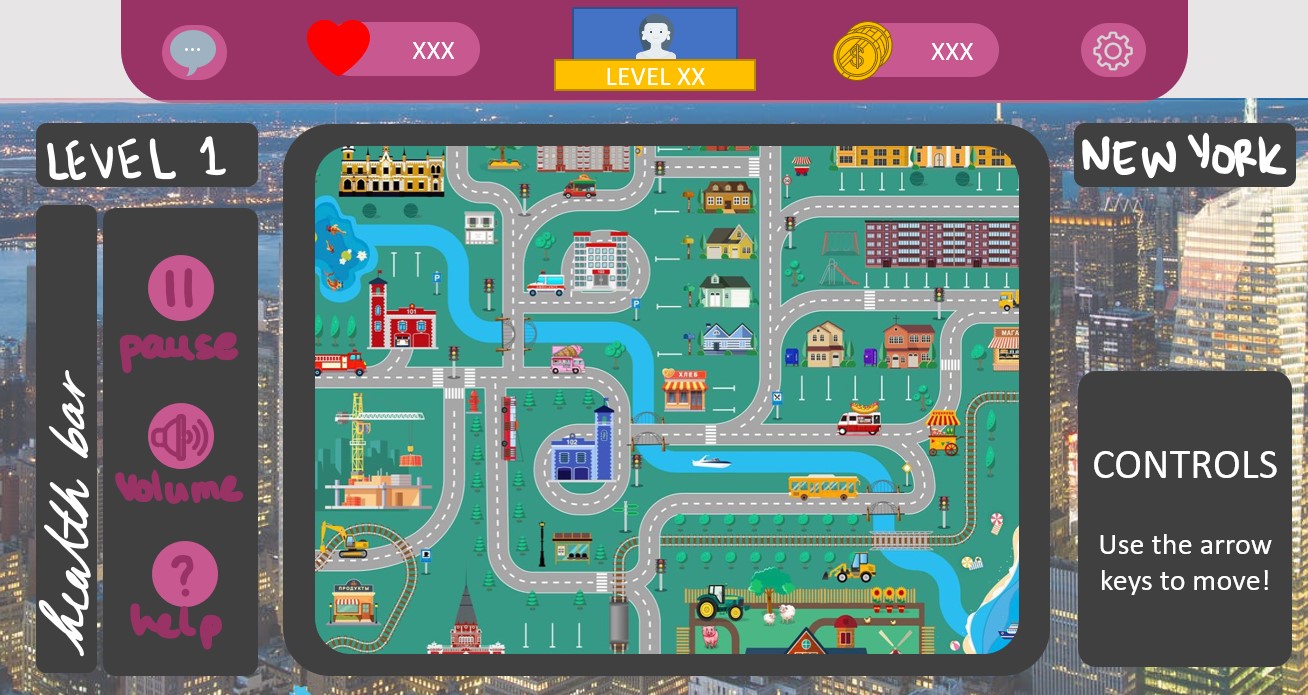 XXX
LEVEL XX
XXX
LEVEL 1
NEW YORK
health bar
pause
volume
help
101
P
P
ХЛЕБ
МАГА
102
ПРОДУКТЫ
CONTROLS
Use the arrow
keys to move!